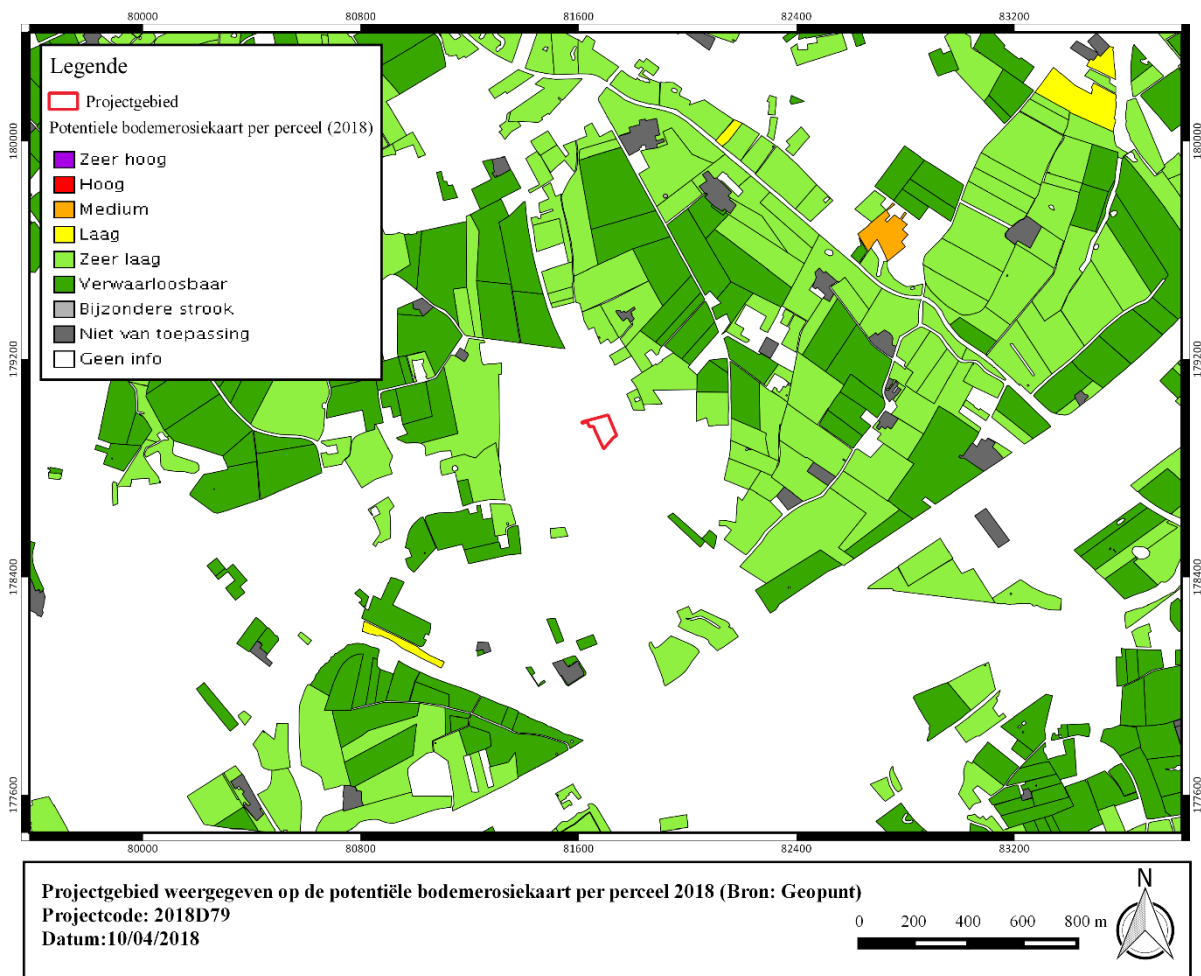 80000 80800 81600 82400 83200
Legende
Projectgebied
Potentiele bodemerosiekaart per perceel (2018)
Zeer hoog
Hoog
Medium
Laag
Zeer laag
Verwaarloosbaar
Bijzondere strook
Niet van toepassing
Geen info
180000
179200
178400
177600
180000
179200
178400
177600
80000 80800 81600 82400 83200
Projectgebied weergegeven op de potentiële bodemerosiekaart per perceel 2018 (Bron: Geopunt)
Projectcode: 2018D79
Datum:10/04/2018
0 200 400 600 800 m
N